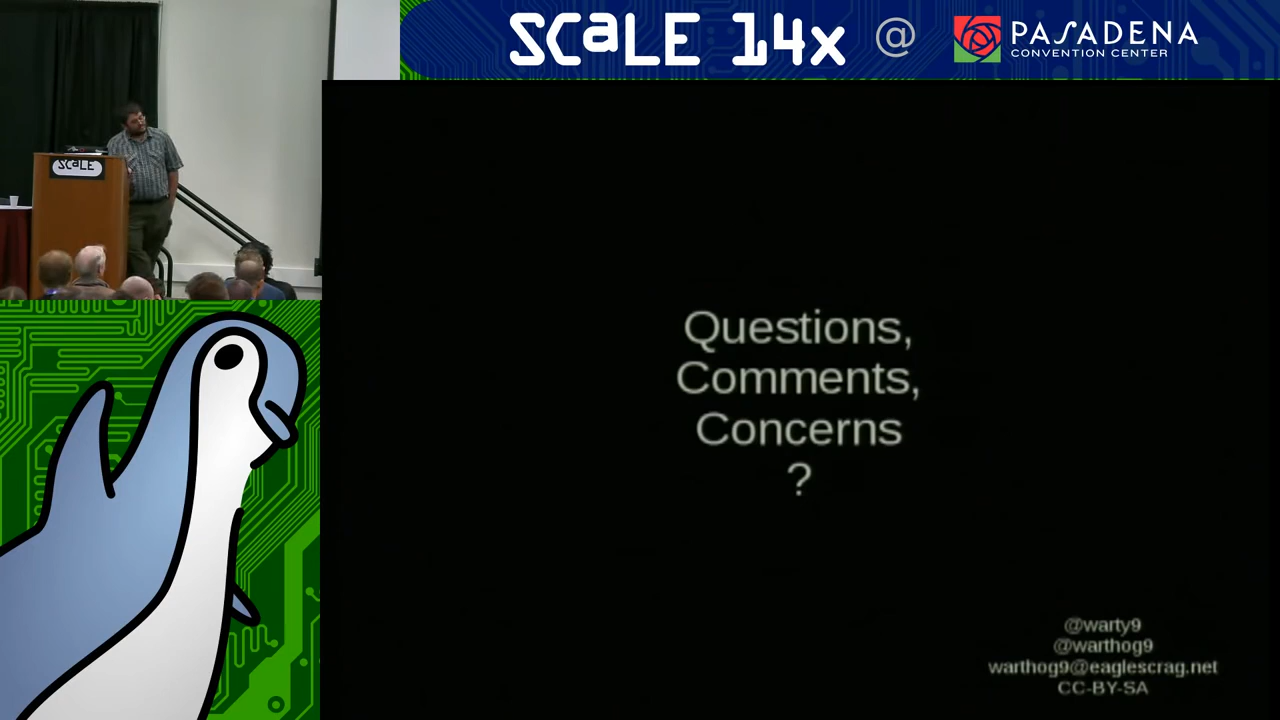 SCALE 14x @ PASADENA
CONVENTION CENTER
SCALE
Questions,
Comments,
Concerns
?
@warty9
@warthog9
warthog9@eaglescrag.net
CC-BY-SA